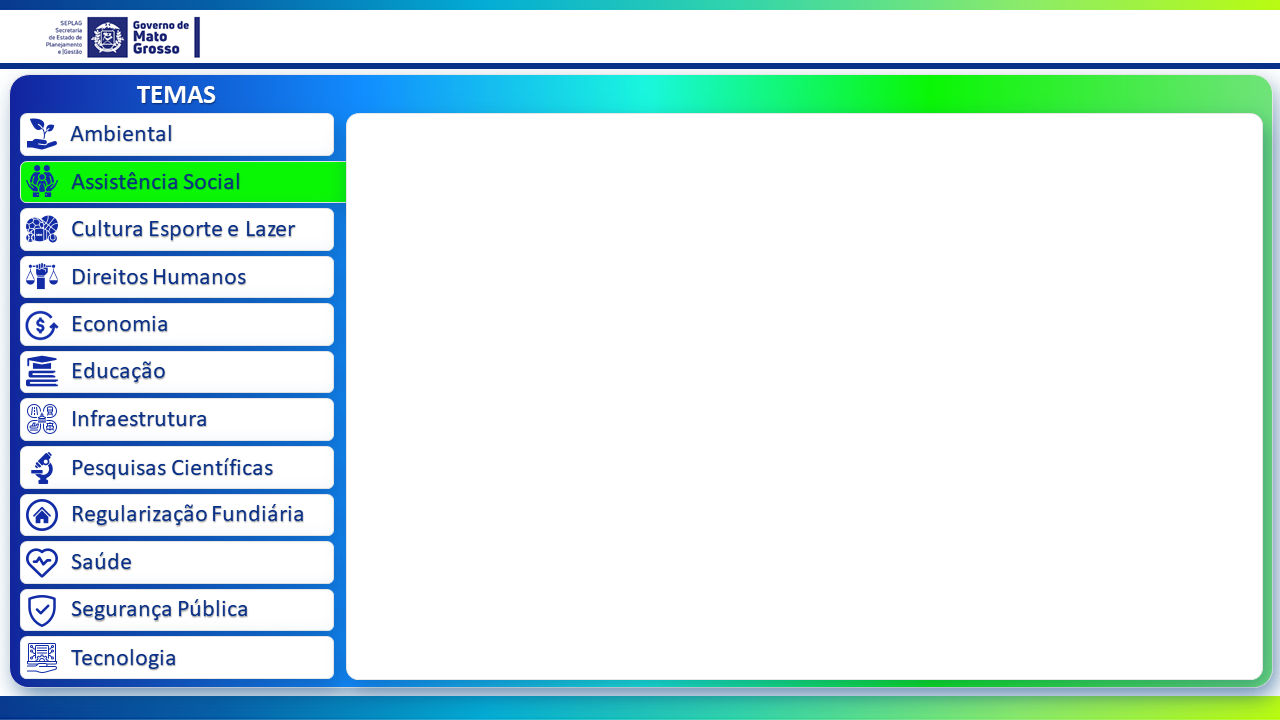 SEPLAG
Secretaria
de Estado de
Planejamento
e |Gestão
Governo de
Mato
Grosso
TEMAS
Ambiental
Assistência Social
Cultura Esporte e Lazer
Direitos Humanos
Economia
Educação
Infraestrutura
Pesquisas Científicas
Regularização Fundiária
Saúde
Segurança Pública
Tecnologia